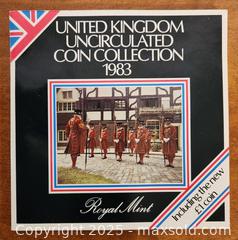 UNITED KINGDOM
UNCIRCULATED
COIN COLLECTION
1983
Royal Mint
Including the new
£1 coin
Copyright 2025 - maxsold.com